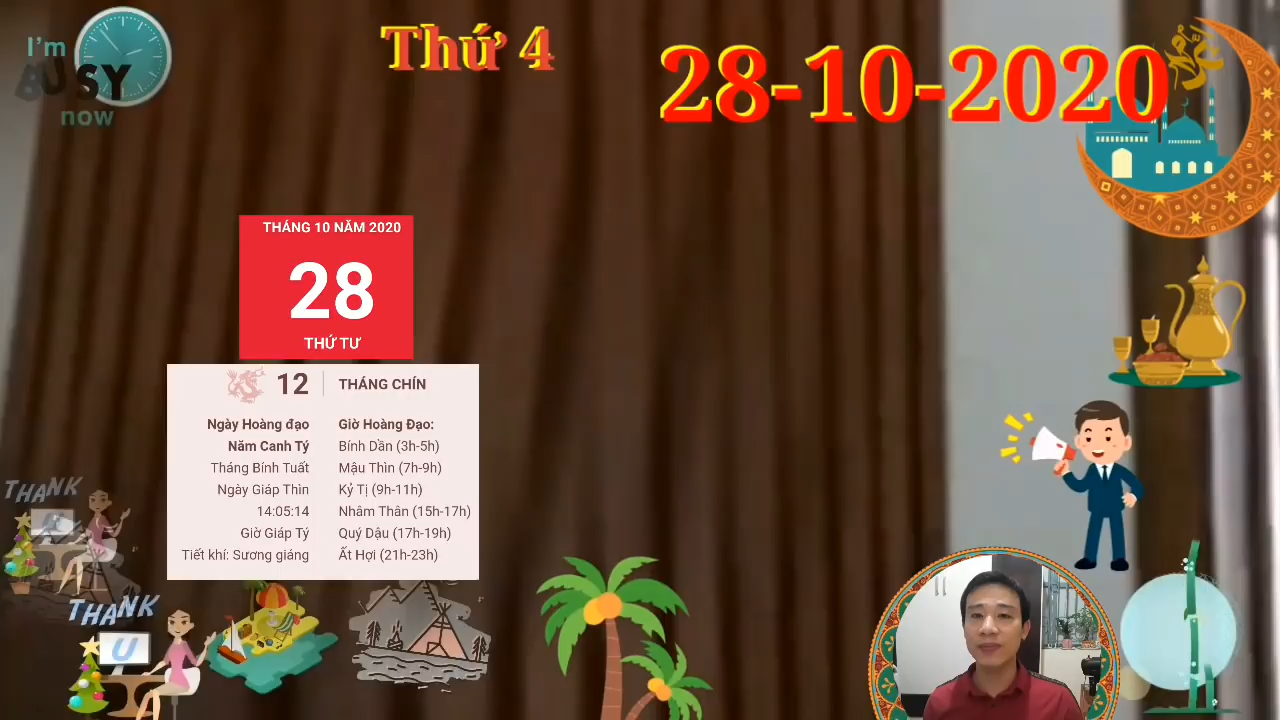 I'm
BUSY
now
Thứ 4
28-10-2020
THÁNG 10 NĂM 2020
28
THỨ TƯ
12
THÁNG CHÍN
Ngày Hoàng đạo
Năm Canh Tý
Tháng Bính Tuất
Ngày Giáp Thìn
14:05:14
Giờ Giáp Tý
Tiết khí: Sương giáng
Giờ Hoàng Đạo:
Bính Dần (3h-5h)
Mậu Thìn (7h-9h)
Kỷ Tị (9h-11h)
Nhâm Thân (15h-17h)
Quý Dậu (17h-19h)
Ất Hợi (21h-23h)
THANK
U
THANK
U